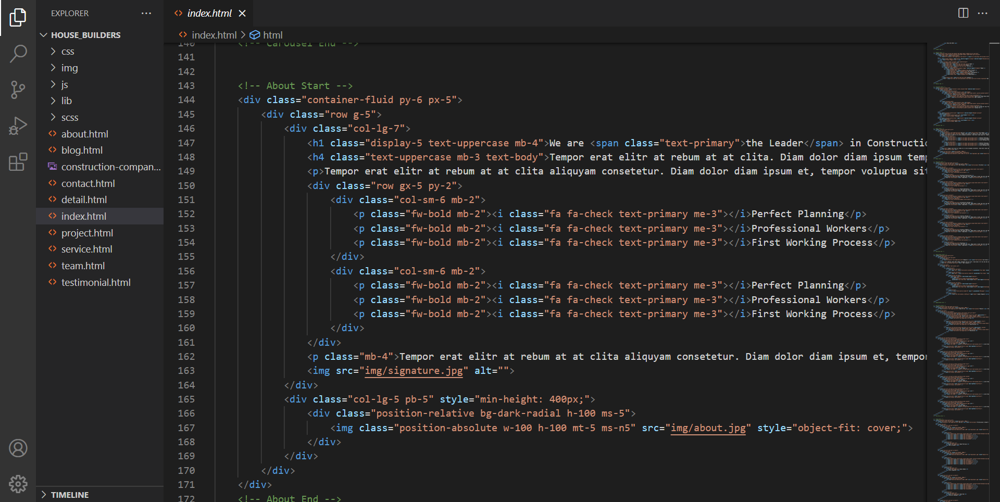 EXPLORER
HOUSE_BUILDERS
css
img
js
lib
scss
about.html
blog.html
construction-compan...
contact.html
detail.html
index.html
project.html
service.html
team.html
testimonial.html
TIMELINE
index.html
index.html > html
140 <!-- Carousel End -->
141
142
143 <!-- About Start -->
144 <div class="container-fluid py-6 px-5">
145 <div class="row g-5">
146 <div class="col-lg-7">
147 <h1 class="display-5 text-uppercase mb-4">We are <span class="text-primary">the Leader</span> in Constructio
148 <h4 class="text-uppercase mb-3 text-body">Tempor erat elitr at rebum at at clita. Diam dolor diam ipsum temp
149 <p>Tempor erat elitr at rebum at at clita aliquyam consetetur. Diam dolor diam ipsum et, tempor voluptua sit
150 <div class="row gx-5 py-2">
151 <div class="col-sm-6 mb-2">
152 <p class="fw-bold mb-2"><i class="fa fa-check text-primary me-3"></i>Perfect Planning</p>
153 <p class="fw-bold mb-2"><i class="fa fa-check text-primary me-3"></i>Professional Workers</p>
154 <p class="fw-bold mb-2"><i class="fa fa-check text-primary me-3"></i>First Working Process</p>
155 </div>
156 <div class="col-sm-6 mb-2">
157 <p class="fw-bold mb-2"><i class="fa fa-check text-primary me-3"></i>Perfect Planning</p>
158 <p class="fw-bold mb-2"><i class="fa fa-check text-primary me-3"></i>Professional Workers</p>
159 <p class="fw-bold mb-2"><i class="fa fa-check text-primary me-3"></i>First Working Process</p>
160 </div>
161 </div>
162 <p class="mb-4">Tempor erat elitr at rebum at at clita aliquyam consetetur. Diam dolor diam ipsum et, tempor
163 <img src="img/signature.jpg" alt="">
164 </div>
165 <div class="col-lg-5 pb-5" style="min-height: 400px;">
166 <div class="position-relative bg-dark-radial h-100 ms-5">
167 <img class="position-absolute w-100 h-100 mt-5 ms-n5" src="img/about.jpg" style="object-fit: cover;">
168 </div>
169 </div>
170 </div>
171 </div>
172 <!-- About End -->